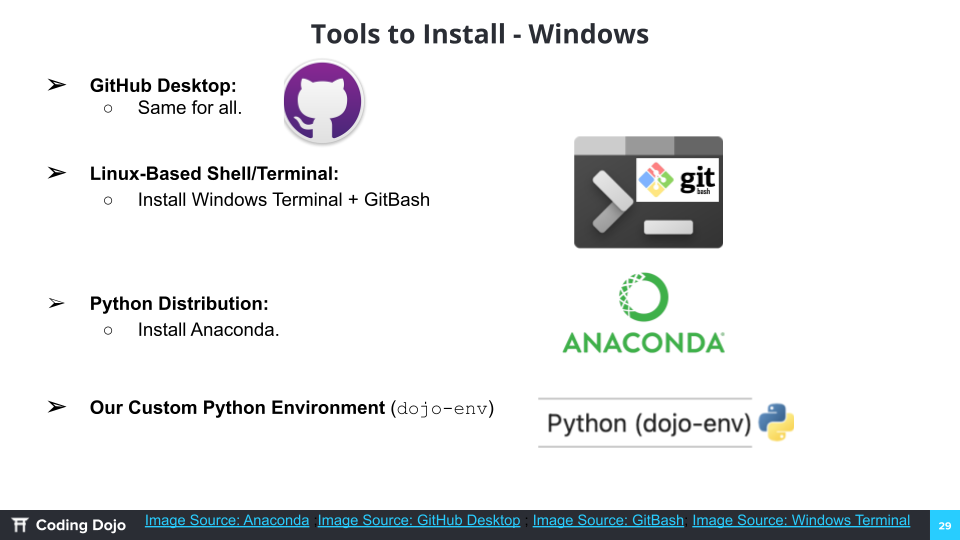 Tools to Install - Windows
➢ GitHub Desktop:
○ Same for all.
➢ Linux-Based Shell/Terminal:
○ Install Windows Terminal + GitBash
git
bash
➢ Python Distribution:
○ Install Anaconda.
ANACONDA®
➢ Our Custom Python Environment (dojo-env)
Python (dojo-env)
Coding Dojo
Image Source: Anaconda ;Image Source: GitHub Desktop ; Image Source: GitBash; Image Source: Windows Terminal
29